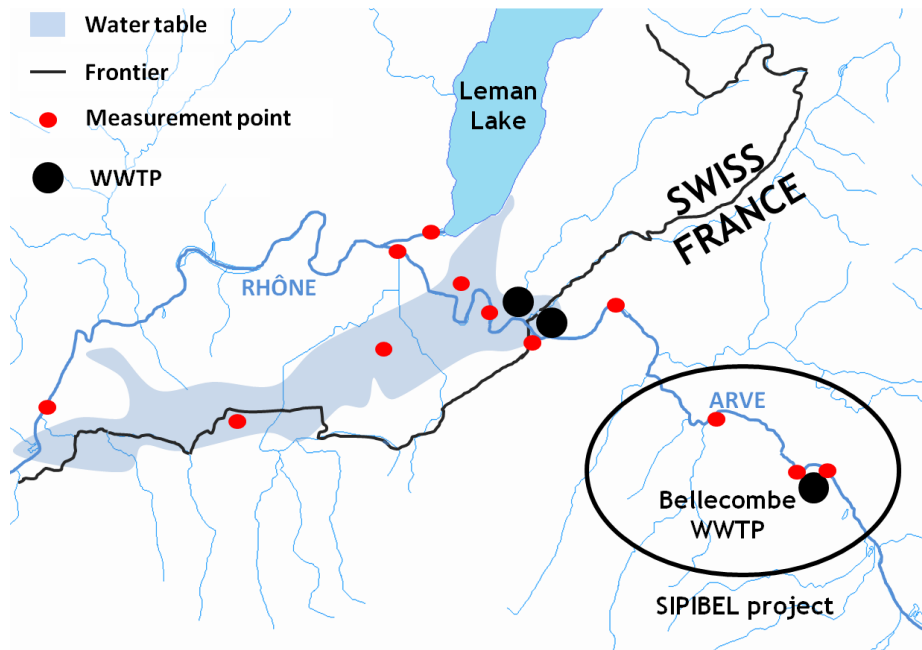 Water table
Frontier
Measurement point
WWTP
Leman
Lake
SWISS
FRANCE
RHÔNE
ARVE
Bellecombe
WWTP
SIPIBEL project